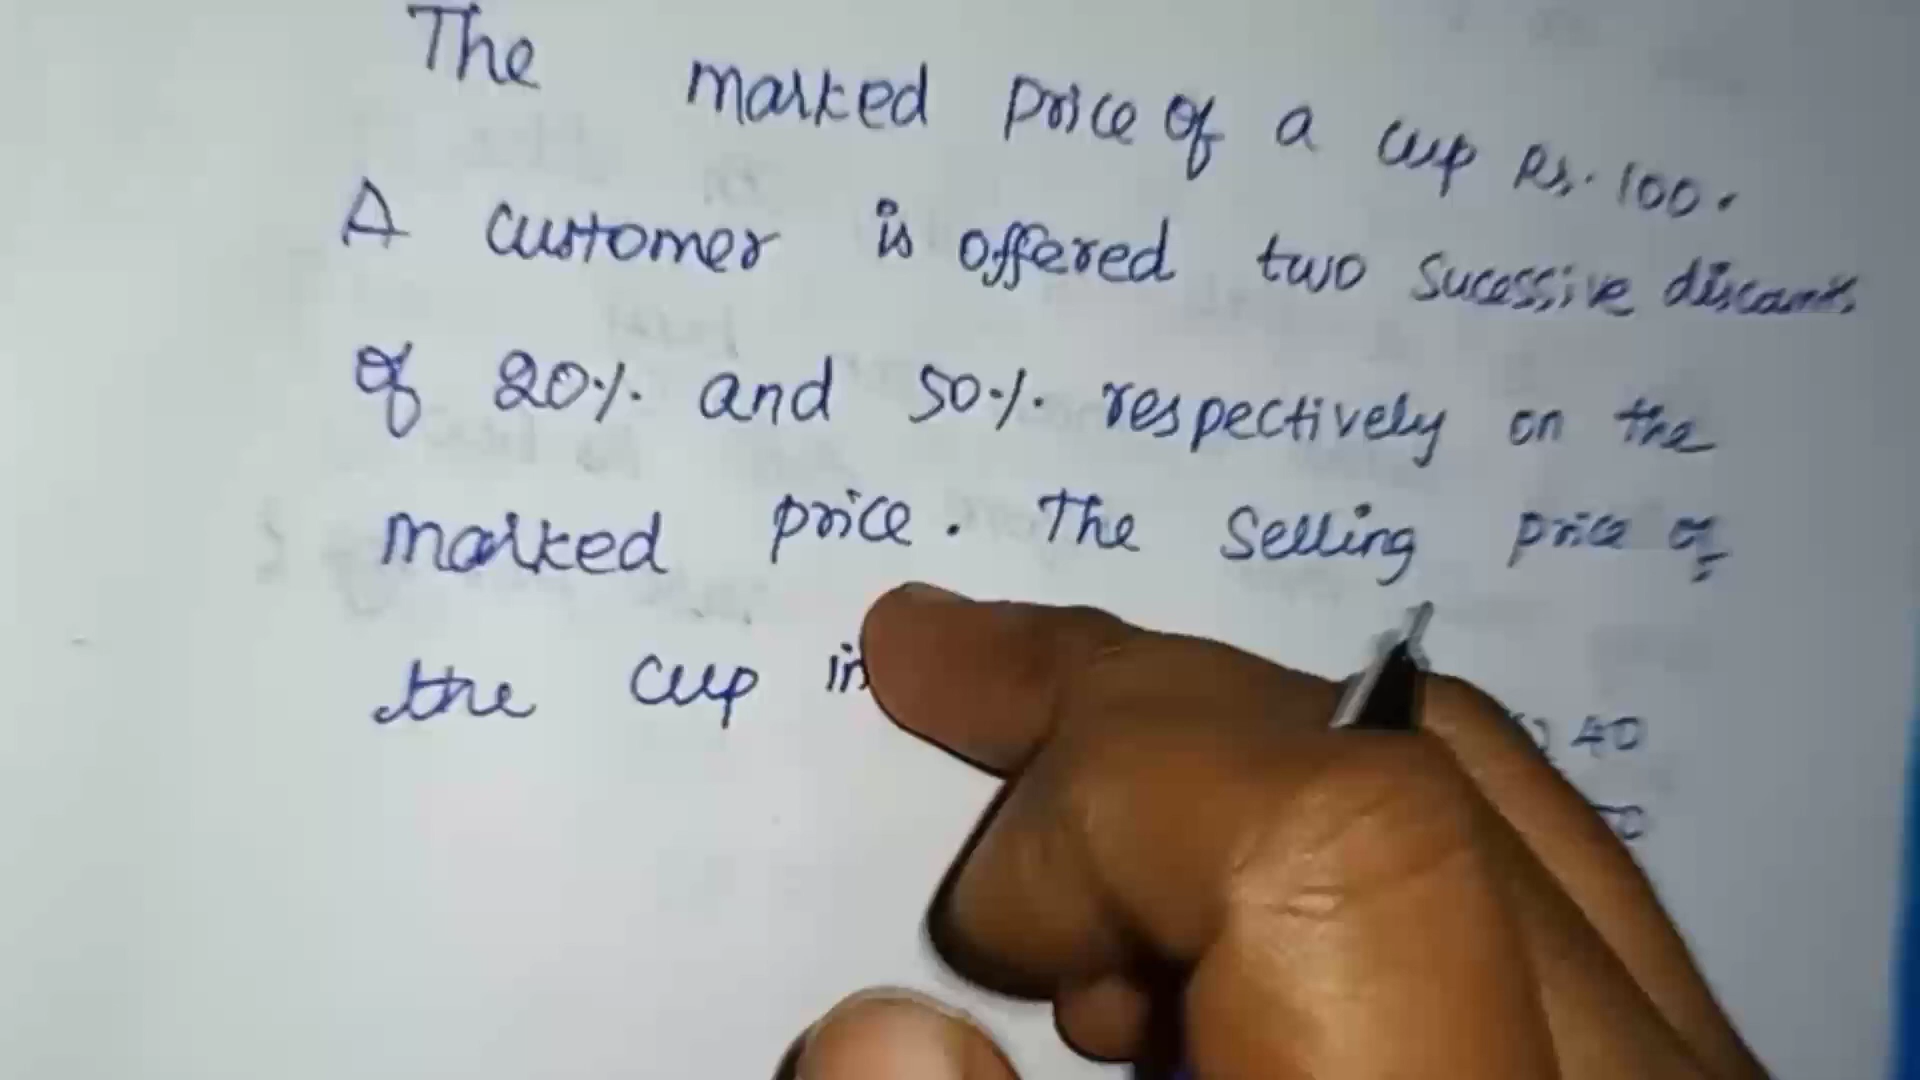 The marked price of a cup Rs. 100.
A customer is offered two sucessive discounts
of 20% and 50% respectively on the
marked price. The Selling price of
the cup in
40